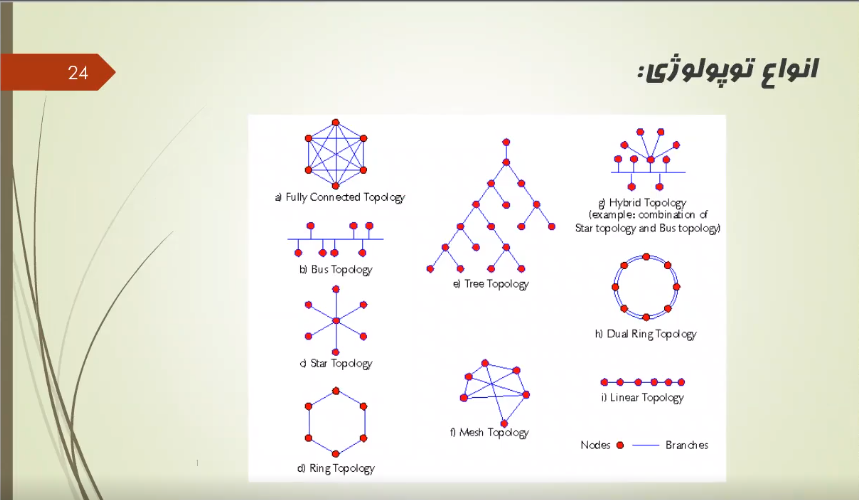 24
انواع توپولوژی:
a) Fully Connected Topology
b) Bus Topology
c) Star Topology
d) Ring Topology
e) Tree Topology
f) Mesh Topology
g) Hybrid Topology
(example: combination of
Star topology and Bus topology)
h) Dual Ring Topology
i) Linear Topology
Nodes
Branches